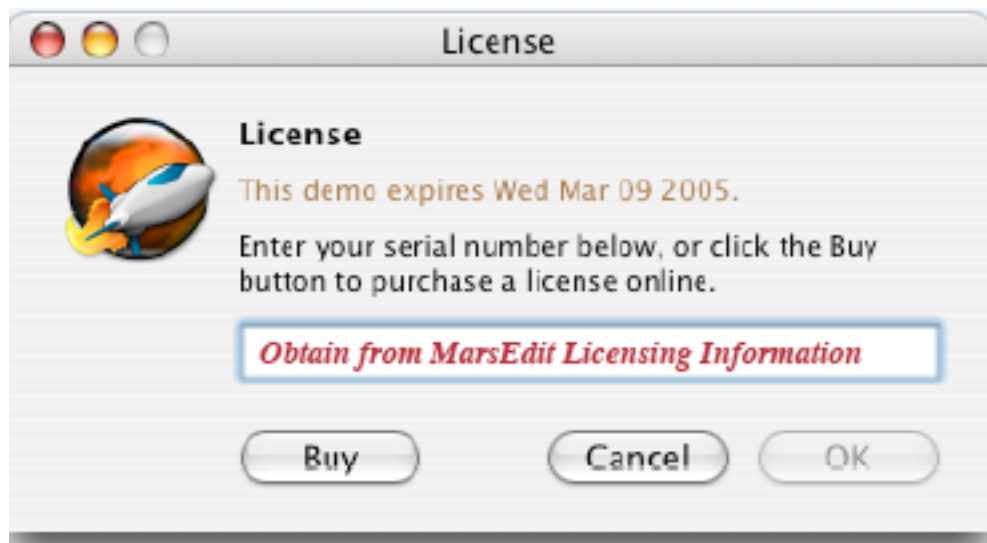 License
License
This demo expires Wed Mar 09 2005.
Enter your serial number below, or click the Buy
button to purchase a license online.
Obtain from MarsEdit Licensing Information
Buy Cancel OK